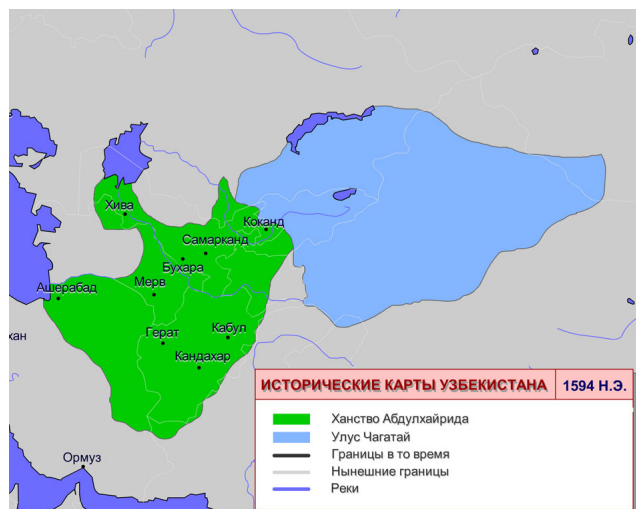 Хива
Коканд
Самарканд
Бухара
Мерв
Ашерабад
Герат
Кабул
хан
Кандахар
ИСТОРИЧЕСКИЕ КАРТЫ УЗБЕКИСТАНА 1594 Н.Э.
Ханство Абдулхайрида
Улус Чагатай
Границы в то время
Нынешние границы
Реки
Ормуз